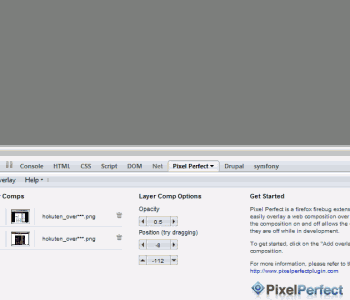 Console HTML CSS Script DOM Net Pixel Perfect Drupal symfony
verlay Help
Comps Layer Comp Options Get Started
hokuten_over***.png
hokuten_over***.png
Opacity
0.5
Position (try dragging)
-8
-112
Pixel Perfect is a firefox firebug exten
easily overlay a web composition over
the composition on and off allows the
they are off while in development.
To get started, click on the "Add overla
composition.
For more information, please refer to th
http://www.pixelperfectplugin.com
PixelPerfect